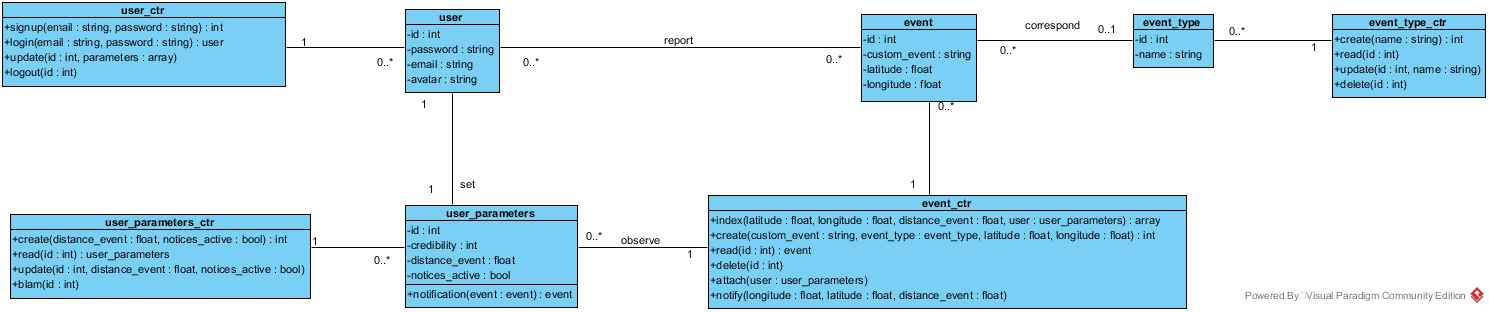 user_ctr
+signup(email : string, password : string) : int
+login(email : string, password : string) : user
+update(id : int, parameters : array)
+logout(id : int)
1
0..*
user
-id : int
-password : string
-email : string
-avatar : string
0..*
report
0..*
event
-id : int
-custom_event : string
-latitude : float
-longitude : float
correspond
0..*
0..1
event_type
-id : int
-name : string
0..*
1
event_type_ctr
+create(name : string) : int
+read(id : int)
+update(id : int, name : string)
+delete(id : int)
1
1
set
0..*
1
user_parameters_ctr
+create(distance_event : float, notices_active : bool) : int
+read(id : int) : user_parameters
+update(id : int, distance_event : float, notices_active : bool)
+blam(id : int)
1
0..*
user_parameters
-id : int
-credibility : int
-distance_event : float
-notices_active : bool
+notification(event : event) : event
0..*
observe
1
event_ctr
+index(latitude : float, longitude : float, distance_event : float, user : user_parameters) : array
+create(custom_event : string, event_type : event_type, latitude : float, longitude : float) : int
+read(id : int) : event
+delete(id : int)
+attach(user : user_parameters)
+notify(longitude : float, latitude : float, distance_event : float)
Powered By Visual Paradigm Community Edition